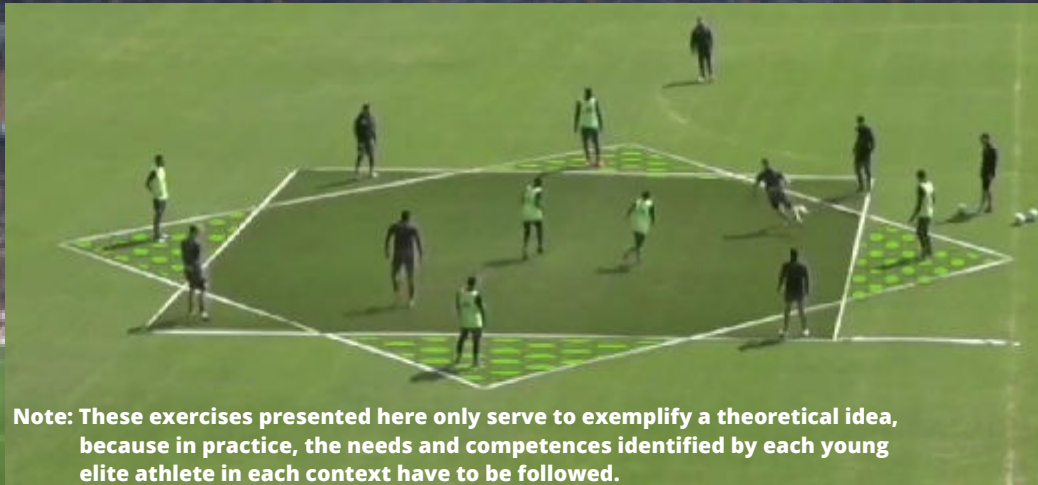 Note: These exercises presented here only serve to exemplify a theoretical idea,
because in practice, the needs and competences identified by each young
elite athlete in each context have to be followed.